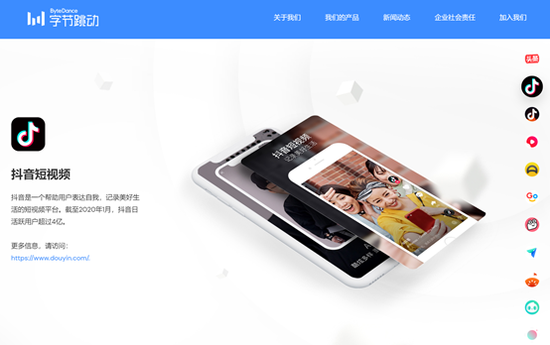 ByteDance
字节跳动
关于我们
我们的产品
新闻动态
企业社会责任
加入我们
头条
抖音短视频
抖音是一个帮助用户表达自我，记录美好生
活的短视频平台。截至2020年1月，抖音日
活跃用户超过4亿。
更多信息，请访问：
https://www.douyin.com/.
抖音短视频
记录美好生活